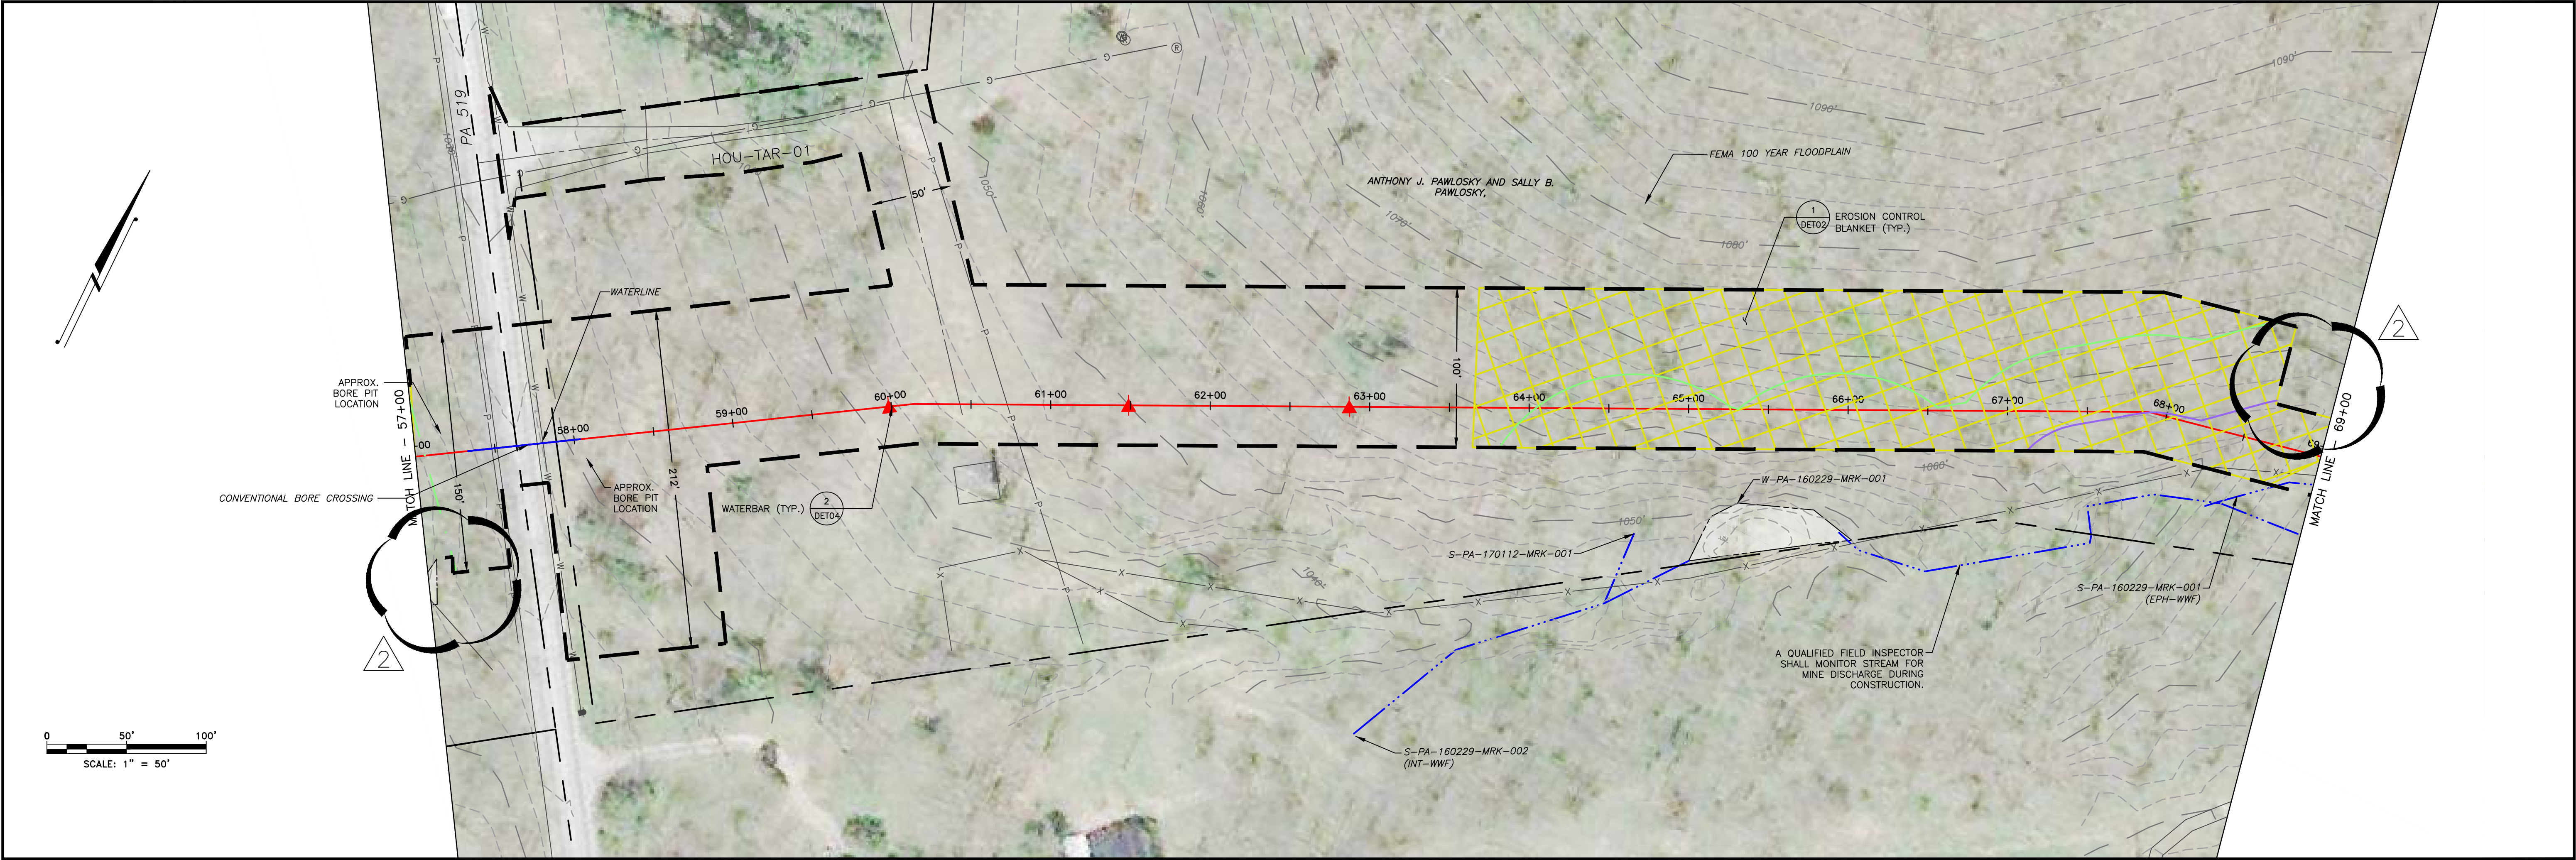 PA 519
HOU-TAR-01
50'
1030'
1050'
1060'
1070'
1080'
1090'
1090'
FEMA 100 YEAR FLOODPLAIN
ANTHONY J. PAWLOSKY AND SALLY B.
PAWLOSKY,
1
DET02
EROSION CONTROL
BLANKET (TYP.)
WATERLINE
2
APPROX.
BORE PIT
LOCATION
MATCH LINE - 57+00
150'
212'
100'
58+00
59+00
60+00
61+00
62+00
63+00
64+00
65+00
66+00
67+00
68+00
MATCH LINE - 69+00
CONVENTIONAL BORE CROSSING
APPROX.
BORE PIT
LOCATION
WATERBAR (TYP.)
2
DET04
1060'
W-PA-160229-MRK-001
1050'
S-PA-170112-MRK-001
1040'
S-PA-160229-MRK-001
(EPH-WWF)
A QUALIFIED FIELD INSPECTOR
SHALL MONITOR STREAM FOR
MINE DISCHARGE DURING
CONSTRUCTION.
2
S-PA-160229-MRK-002
(INT-WWF)
0 50' 100'
SCALE: 1" = 50'